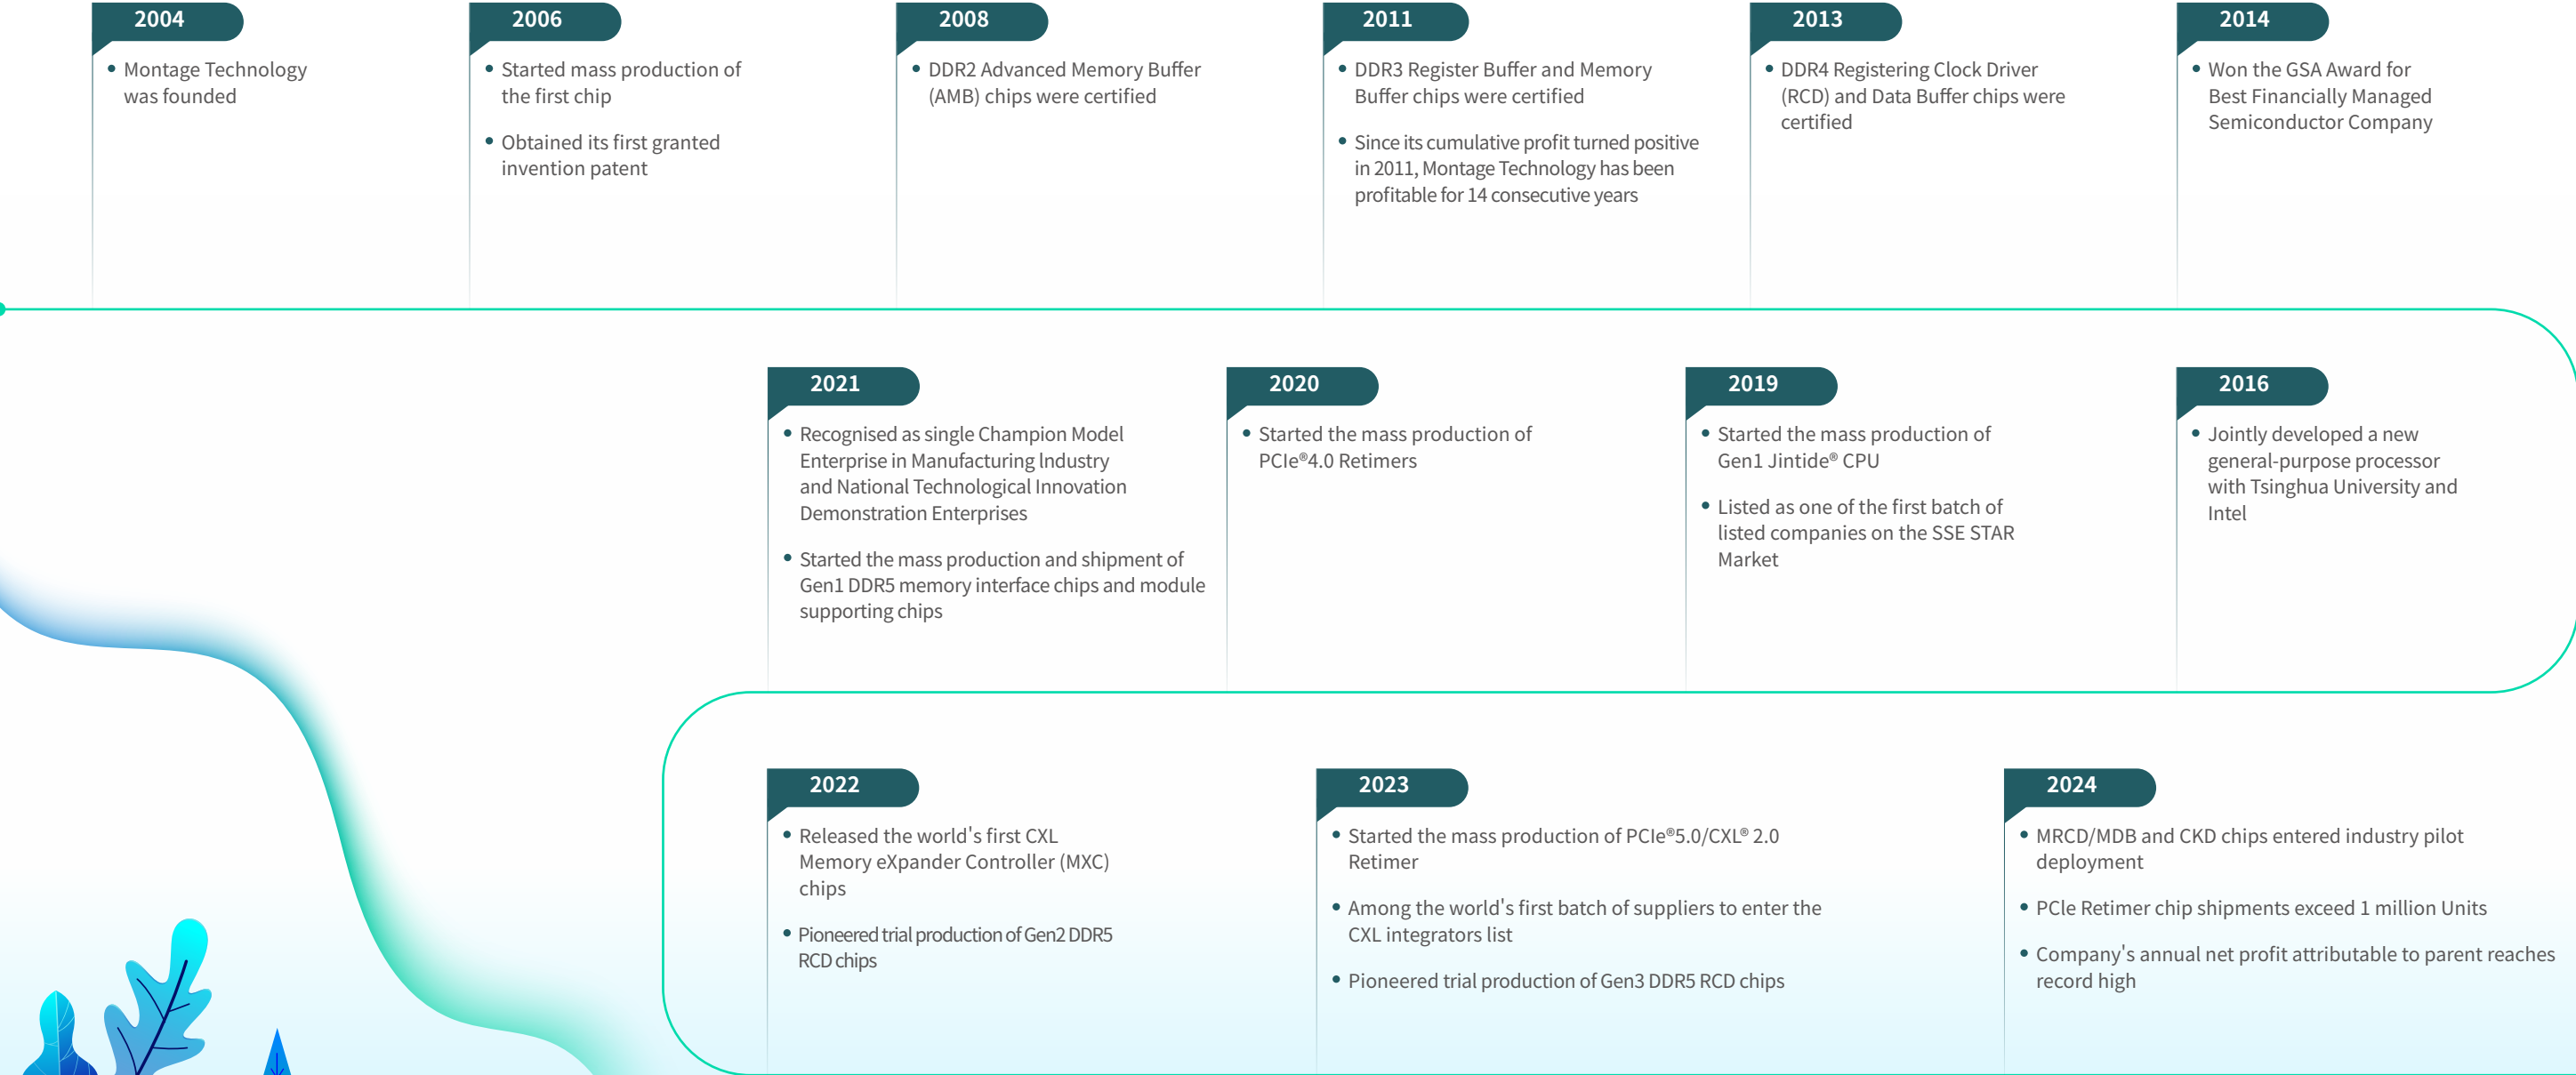 2004
• Montage Technology
was founded
2006
• Started mass production of
the first chip
• Obtained its first granted
invention patent
2008
• DDR2 Advanced Memory Buffer
(AMB) chips were certified
2011
• DDR3 Register Buffer and Memory
Buffer chips were certified
• Since its cumulative profit turned positive
in 2011, Montage Technology has been
profitable for 14 consecutive years
2013
• DDR4 Registering Clock Driver
(RCD) and Data Buffer chips were
certified
2014
• Won the GSA Award for
Best Financially Managed
Semiconductor Company
2016
• Jointly developed a new
general-purpose processor
with Tsinghua University and
Intel
2019
• Started the mass production of
Gen1 Jintide® CPU
• Listed as one of the first batch of
listed companies on the SSE STAR
Market
2020
• Started the mass production of
PCIe®4.0 Retimers
2021
• Recognised as single Champion Model
Enterprise in Manufacturing lndustry
and National Technological Innovation
Demonstration Enterprises
• Started the mass production and shipment of
Gen1 DDR5 memory interface chips and module
supporting chips
2022
• Released the world's first CXL
Memory eXpander Controller (MXC)
chips
• Pioneered trial production of Gen2 DDR5
RCD chips
2023
• Started the mass production of PCIe®5.0/CXL® 2.0
Retimer
• Among the world's first batch of suppliers to enter the
CXL integrators list
• Pioneered trial production of Gen3 DDR5 RCD chips
2024
• MRCD/MDB and CKD chips entered industry pilot
deployment
• PCle Retimer chip shipments exceed 1 million Units
• Company's annual net profit attributable to parent reaches
record high